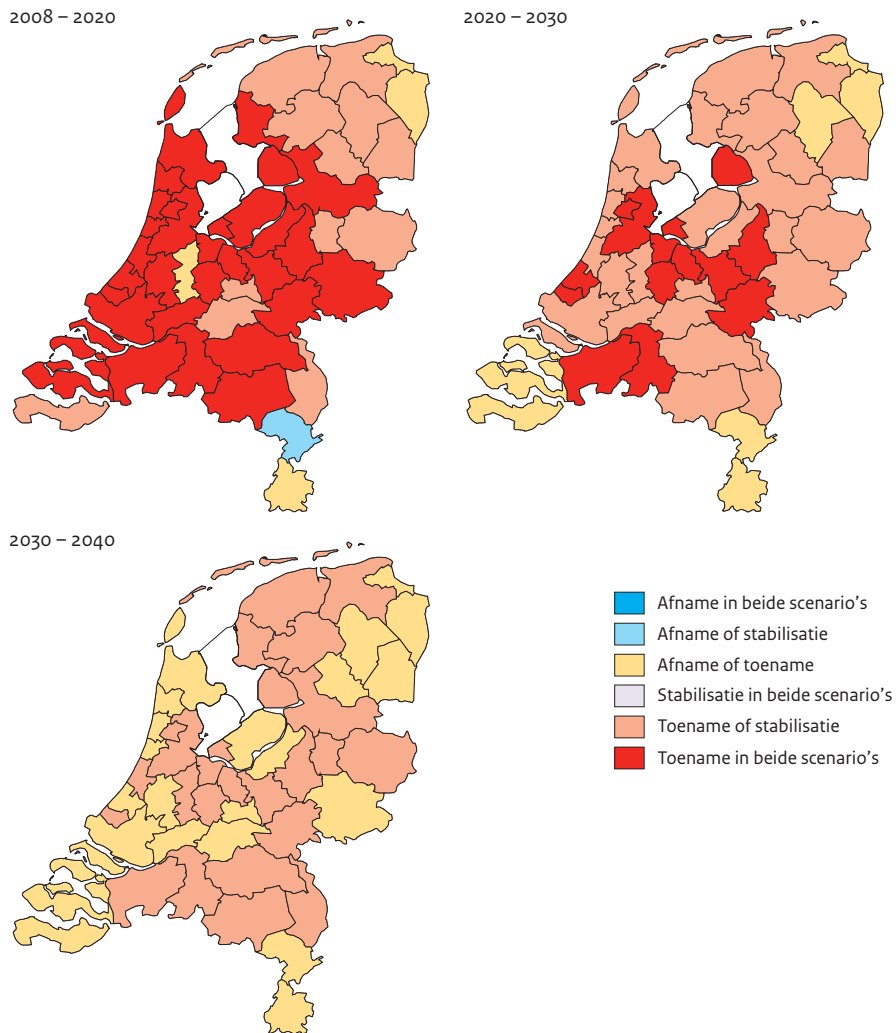 2008 – 2020
2020 – 2030
2030 – 2040
Afname in beide scenario's
Afname of stabilisatie
Afname of toename
Stabilisatie in beide scenario's
Toename of stabilisatie
Toename in beide scenario's